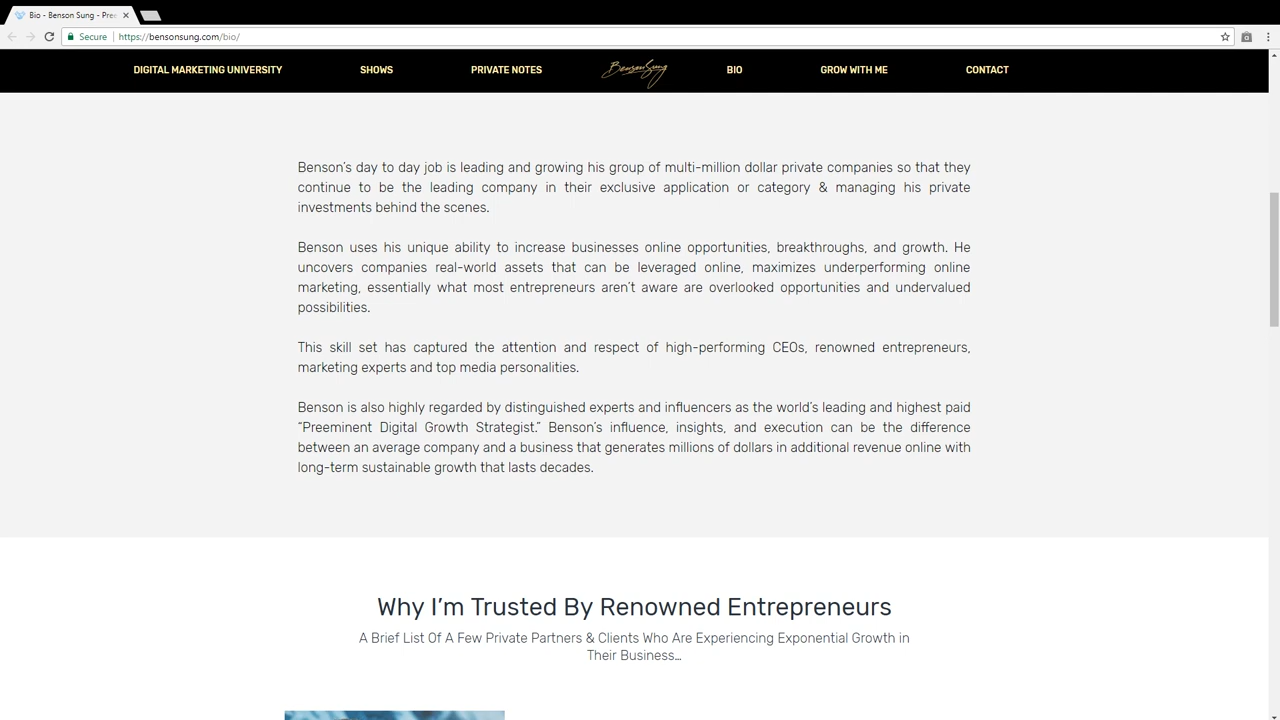 Bio - Benson Sung - Pre
Secure
https://bensonsung.com/bio/
DIGITAL MARKETING UNIVERSITY SHOWS PRIVATE NOTES BensonSung BIO GROW WITH ME CONTACT
Benson’s day to day job is leading and growing his group of multi-million dollar private companies so that they
continue to be the leading company in their exclusive application or category & managing his private
investments behind the scenes.
Benson uses his unique ability to increase businesses online opportunities, breakthroughs, and growth. He
uncovers companies real-world assets that can be leveraged online, maximizes underperforming online
marketing, essentially what most entrepreneurs aren’t aware are overlooked opportunities and undervalued
possibilities.
This skill set has captured the attention and respect of high-performing CEOs, renowned entrepreneurs,
marketing experts and top media personalities.
Benson is also highly regarded by distinguished experts and influencers as the world’s leading and highest paid
“Preeminent Digital Growth Strategist.” Benson’s influence, insights, and execution can be the difference
between an average company and a business that generates millions of dollars in additional revenue online with
long-term sustainable growth that lasts decades.
Why I’m Trusted By Renowned Entrepreneurs
A Brief List Of A Few Private Partners & Clients Who Are Experiencing Exponential Growth in
Their Business…